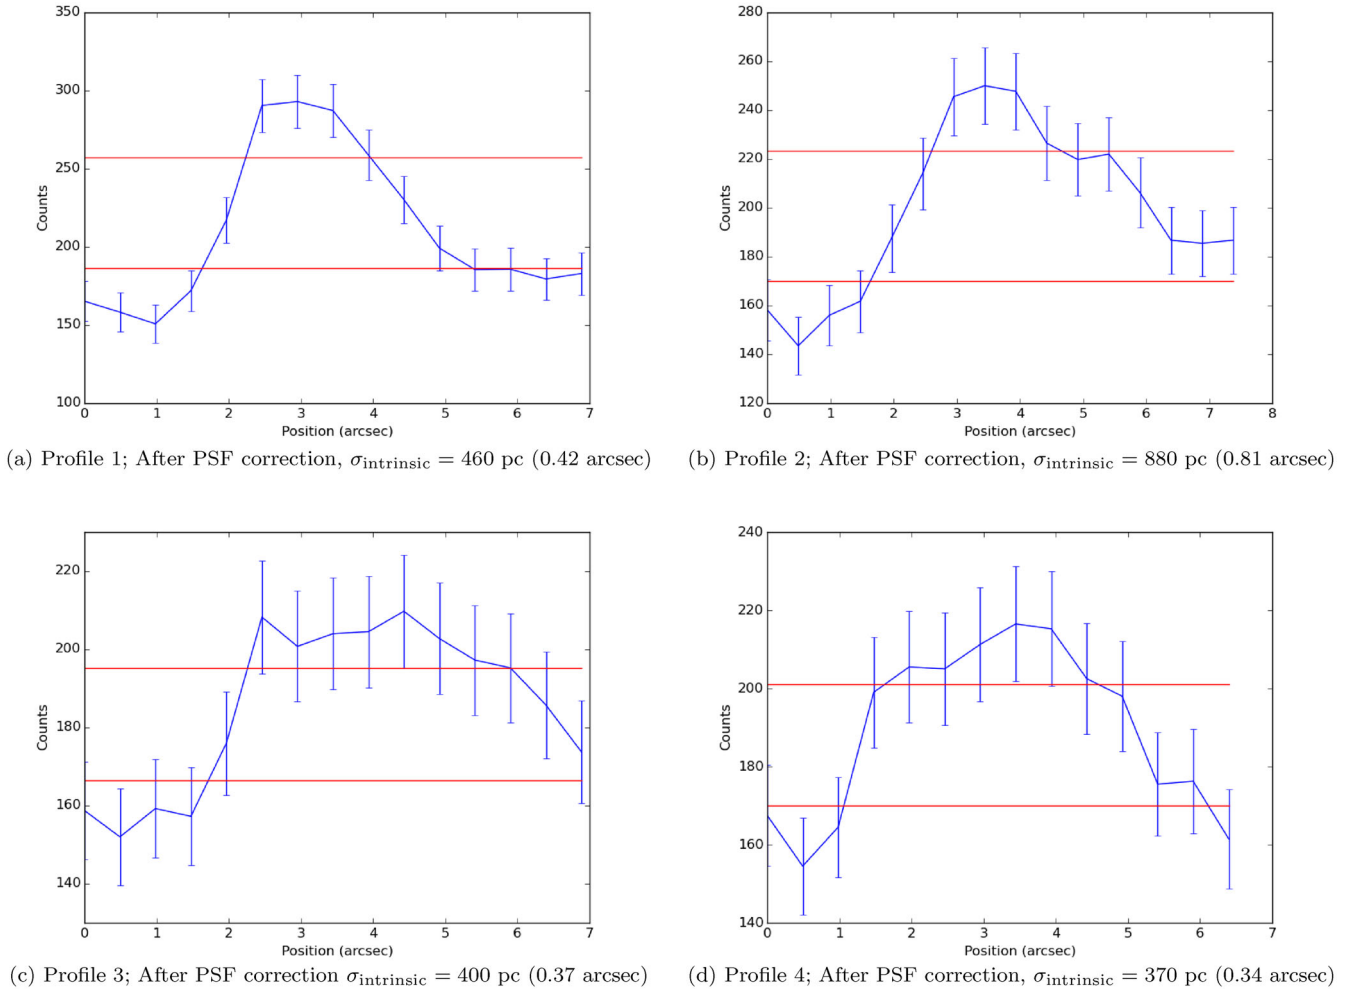 350
300
250
200
150
100
Counts
0 1 2 3 4 5 6 7
Position (arcsec)
(a) Profile 1; After PSF correction, σintrinsic = 460 pc (0.42 arcsec)
280
260
240
220
200
180
160
140
120
Counts
0 1 2 3 4 5 6 7 8
Position (arcsec)
(b) Profile 2; After PSF correction, σintrinsic = 880 pc (0.81 arcsec)
220
200
180
160
140
Counts
0 1 2 3 4 5 6 7
Position (arcsec)
(c) Profile 3; After PSF correction σintrinsic = 400 pc (0.37 arcsec)
240
220
200
180
160
140
Counts
0 1 2 3 4 5 6 7
Position (arcsec)
(d) Profile 4; After PSF correction, σintrinsic = 370 pc (0.34 arcsec)